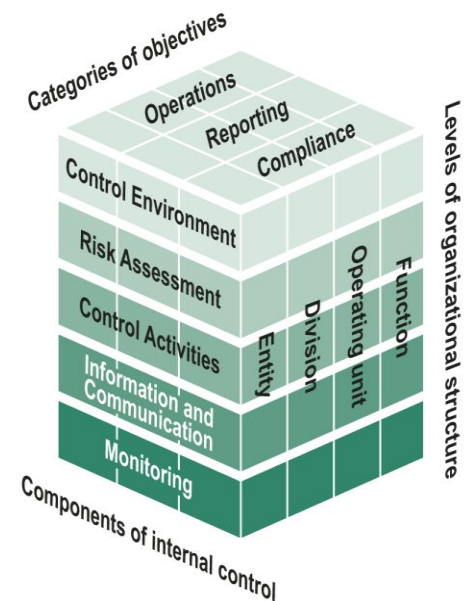 Categories of objectives
Operations
Reporting
Compliance
Control Environment
Risk Assessment
Control Activities
Information and
Communication
Monitoring
Components of internal control
Entity
Division
Operating unit
Function
Levels of organizational structure